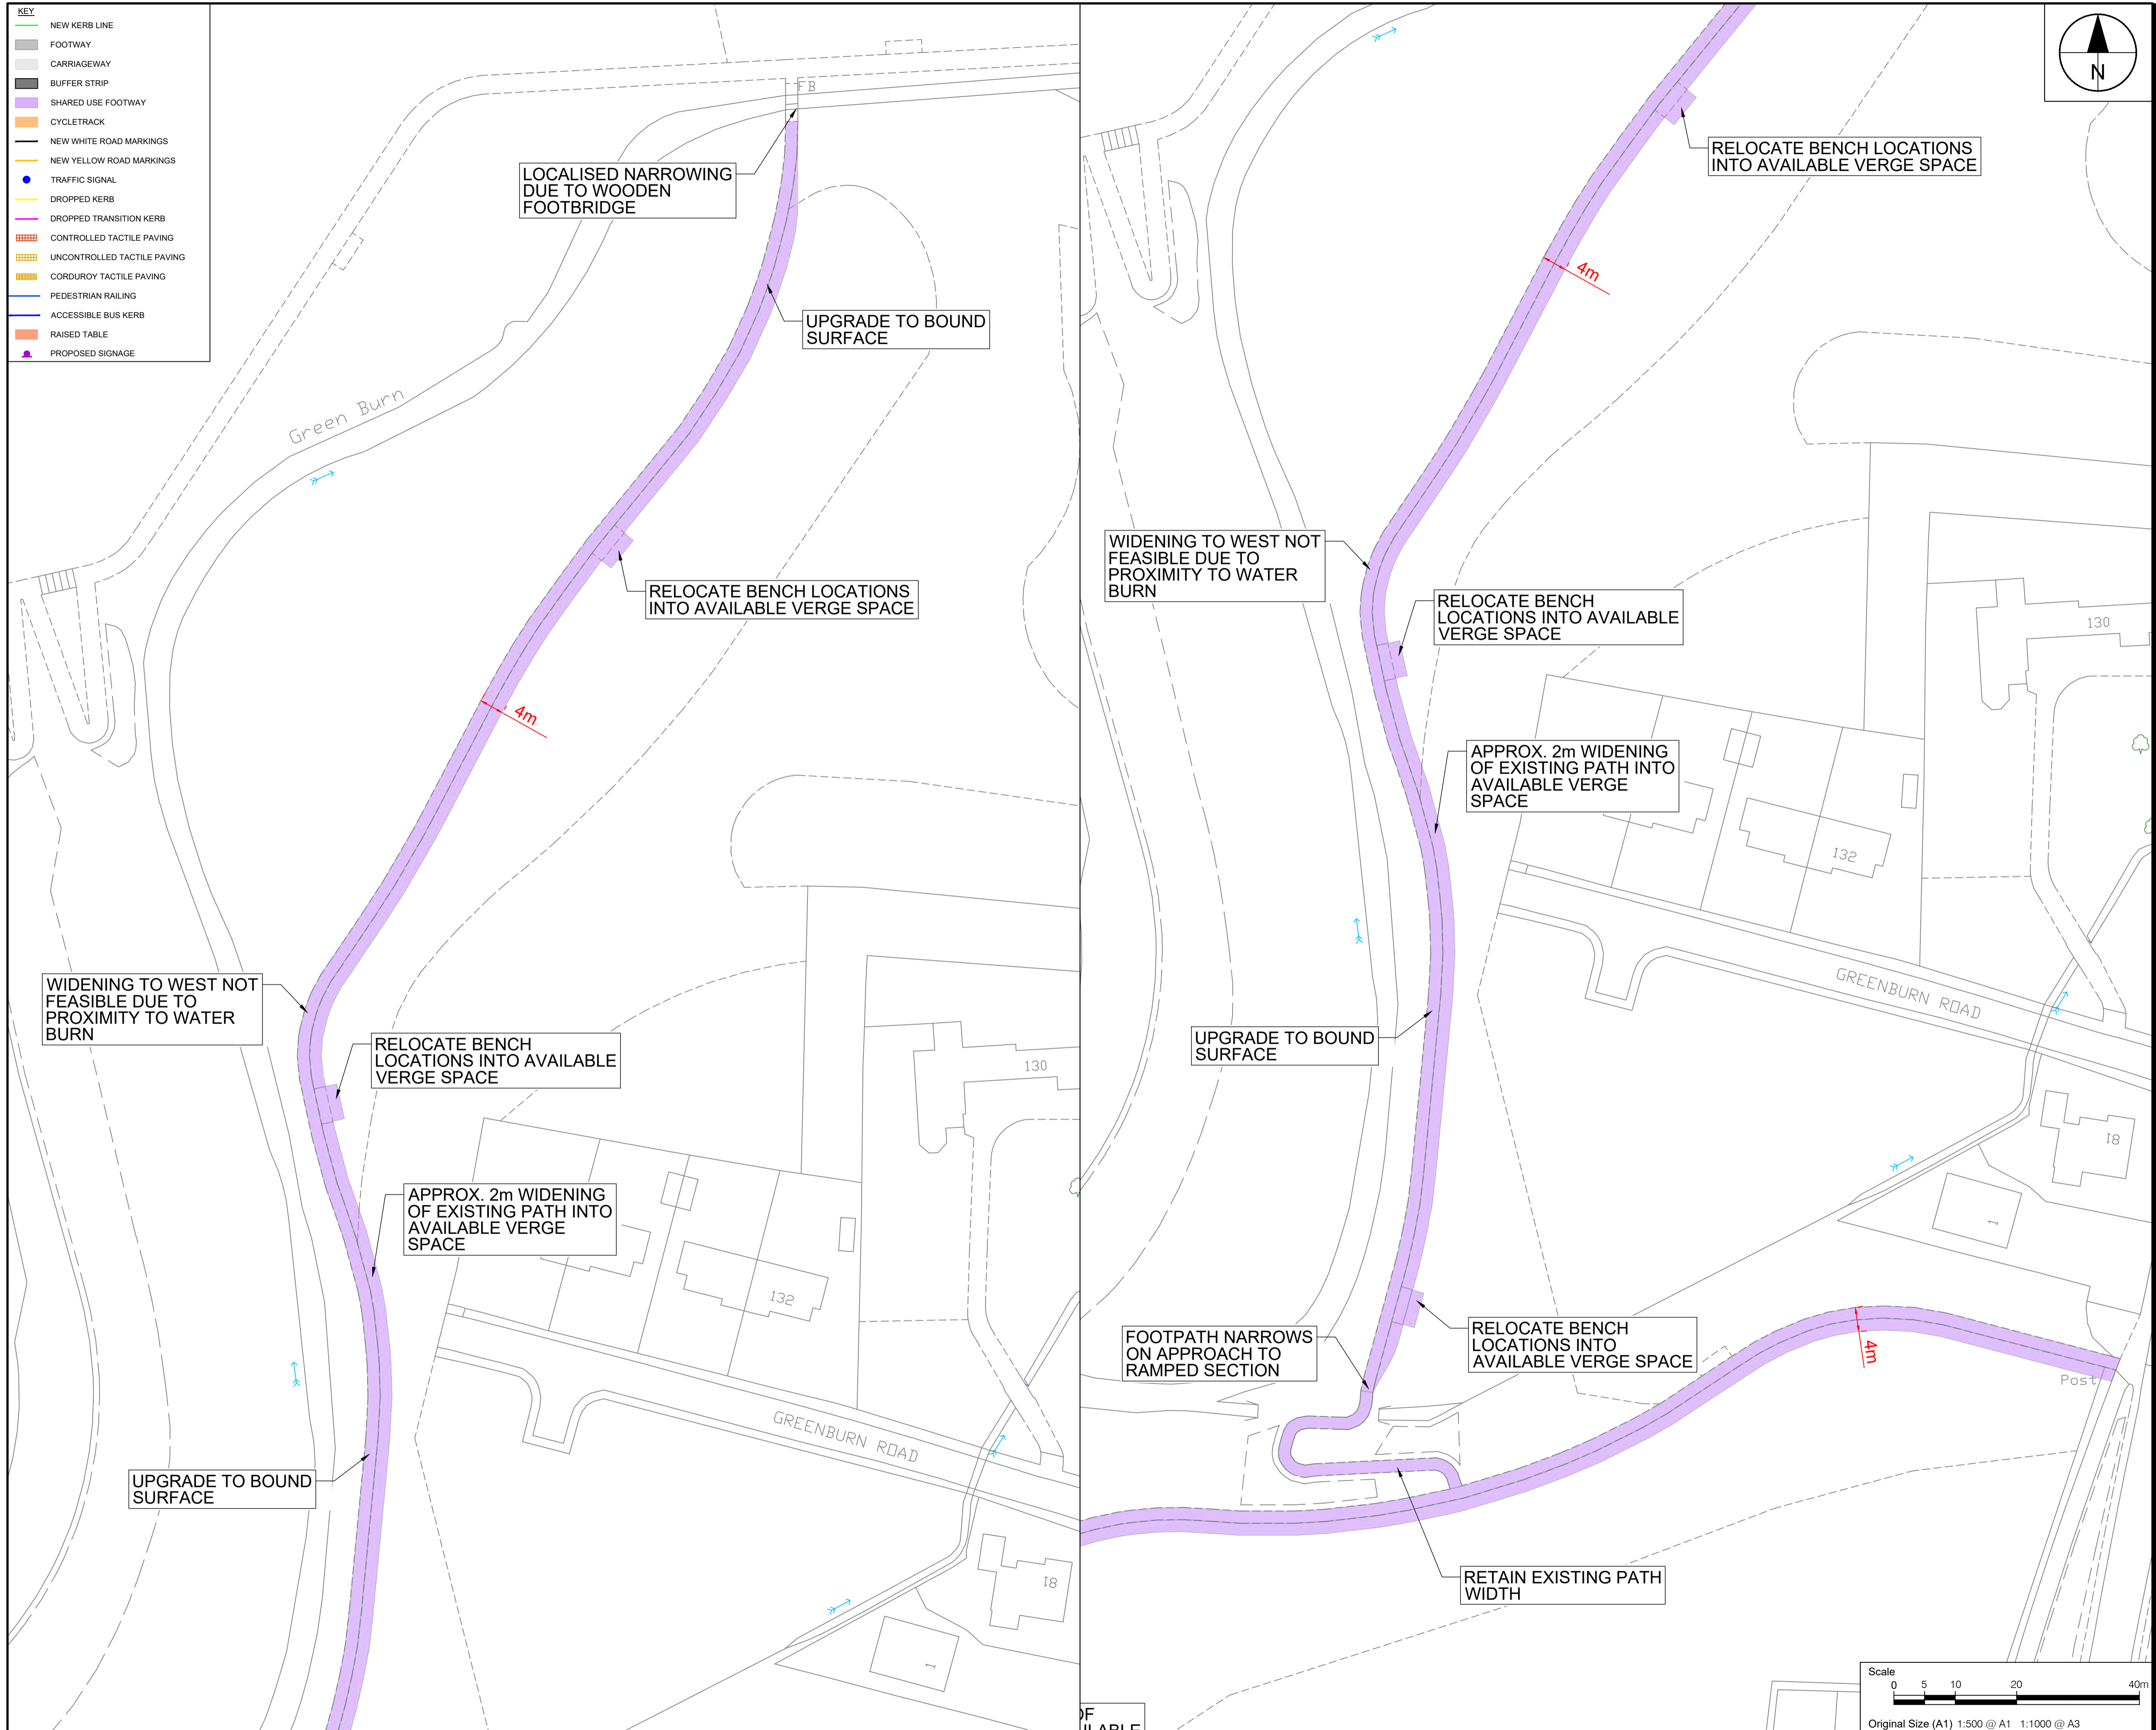 KEY
NEW KERB LINE
FOOTWAY
CARRIAGEWAY
BUFFER STRIP
SHARED USE FOOTWAY
CYCLETRACK
NEW WHITE ROAD MARKINGS
NEW YELLOW ROAD MARKINGS
TRAFFIC SIGNAL
DROPPED KERB
DROPPED TRANSITION KERB
CONTROLLED TACTILE PAVING
UNCONTROLLED TACTILE PAVING
CORDUROY TACTILE PAVING
PEDESTRIAN RAILING
ACCESSIBLE BUS KERB
RAISED TABLE
PROPOSED SIGNAGE
FB
LOCALISED NARROWING
DUE TO WOODEN
FOOTBRIDGE
UPGRADE TO BOUND
SURFACE
Green Burn
RELOCATE BENCH LOCATIONS
INTO AVAILABLE VERGE SPACE
4m
WIDENING TO WEST NOT
FEASIBLE DUE TO
PROXIMITY TO WATER
BURN
RELOCATE BENCH
LOCATIONS INTO AVAILABLE
VERGE SPACE
130
APPROX. 2m WIDENING
OF EXISTING PATH INTO
AVAILABLE VERGE
SPACE
132
GREENBURN ROAD
UPGRADE TO BOUND
SURFACE
18
1
N
RELOCATE BENCH LOCATIONS
INTO AVAILABLE VERGE SPACE
4m
WIDENING TO WEST NOT
FEASIBLE DUE TO
PROXIMITY TO WATER
BURN
RELOCATE BENCH
LOCATIONS INTO AVAILABLE
VERGE SPACE
130
APPROX. 2m WIDENING
OF EXISTING PATH INTO
AVAILABLE VERGE
SPACE
132
GREENBURN ROAD
UPGRADE TO BOUND
SURFACE
18
1
RELOCATE BENCH
LOCATIONS INTO
AVAILABLE VERGE SPACE
FOOTPATH NARROWS
ON APPROACH TO
RAMPED SECTION
4m
Post
RETAIN EXISTING PATH
WIDTH
Scale
0 5 10 20 40m
Original Size (A1) 1:500 @ A1 1:1000 @ A3